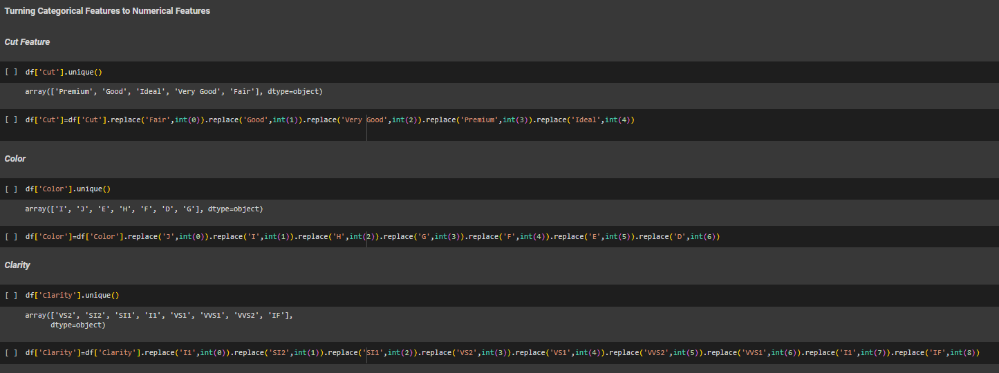 Turning Categorical Features to Numerical Features
Cut Feature
[ ] df['Cut'].unique()
array(['Premium', 'Good', 'Ideal', 'Very Good', 'Fair'], dtype=object)
[ ] df['Cut']=df['Cut'].replace('Fair',int(0)).replace('Good',int(1)).replace('Very Good',int(2)).replace('Premium',int(3)).replace('Ideal',int(4))
Color
[ ] df['Color'].unique()
array(['I', 'J', 'E', 'H', 'F', 'D', 'G'], dtype=object)
[ ] df['Color']=df['Color'].replace('J',int(0)).replace('I',int(1)).replace('H',int(2)).replace('G',int(3)).replace('F',int(4)).replace('E',int(5)).replace('D',int(6))
Clarity
[ ] df['Clarity'].unique()
array(['VS2', 'SI2', 'SI1', 'I1', 'VS1', 'VVS1', 'VVS2', 'IF'],
dtype=object)
[ ] df['Clarity']=df['Clarity'].replace('I1',int(0)).replace('SI2',int(1)).replace('SI1',int(2)).replace('VS2',int(3)).replace('VS1',int(4)).replace('VVS2',int(5)).replace('VVS1',int(6)).replace('I1',int(7)).replace('IF',int(8))